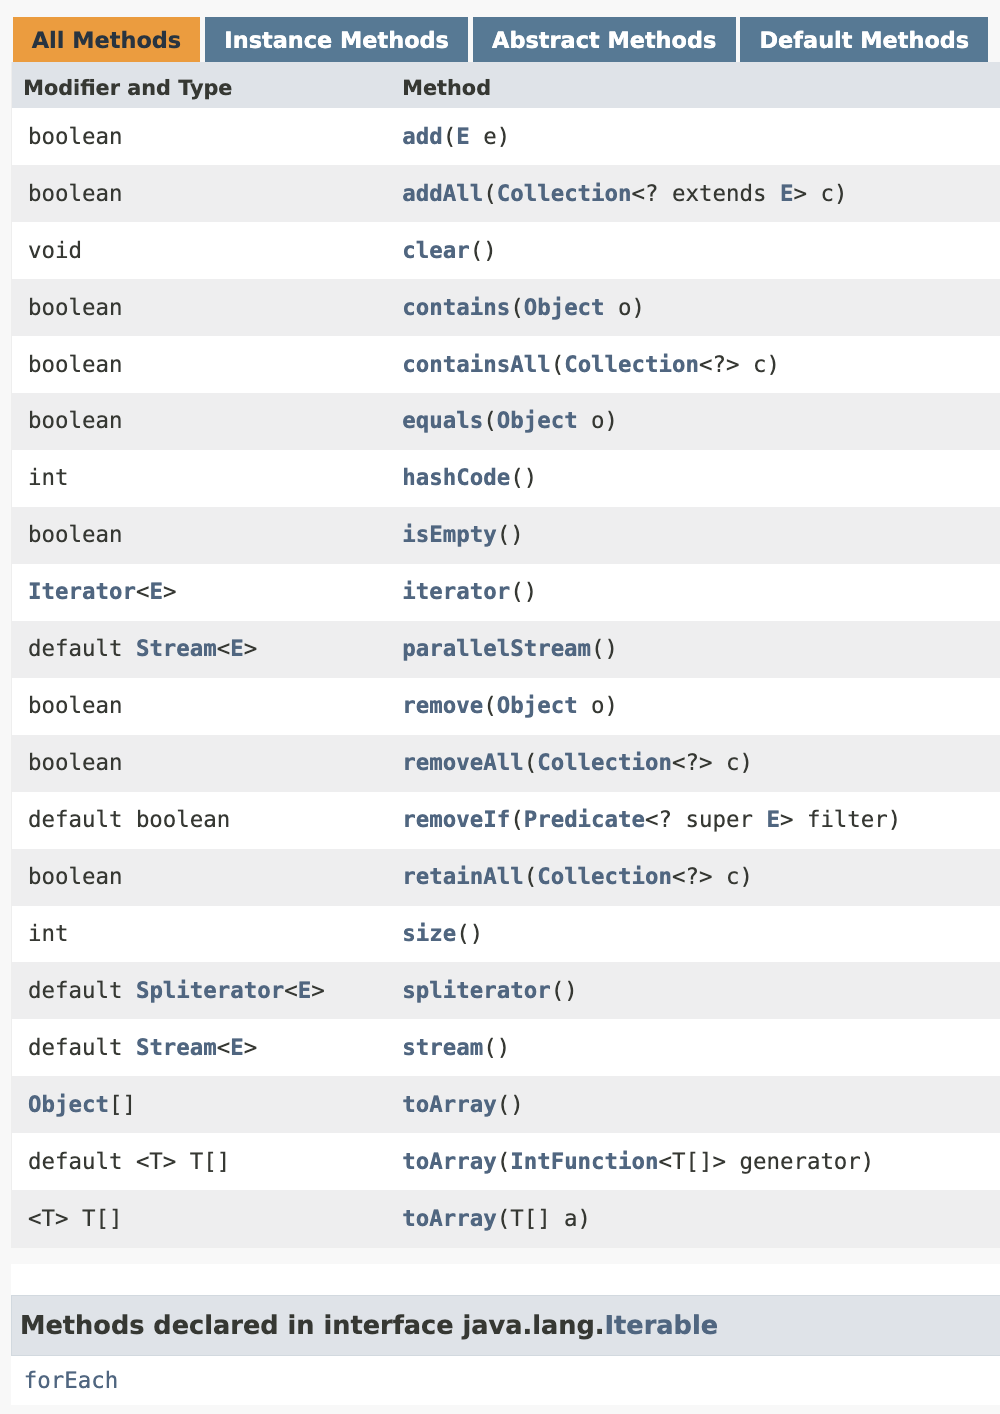 All Methods Instance Methods Abstract Methods Default Methods
Modifier and Type Method
boolean add(E e)
boolean addAll(Collection<? extends E> c)
void clear()
boolean contains(Object o)
boolean containsAll(Collection<?> c)
boolean equals(Object o)
int hashCode()
boolean isEmpty()
Iterator<E> iterator()
default Stream<E> parallelStream()
boolean remove(Object o)
boolean removeAll(Collection<?> c)
default boolean removeIf(Predicate<? super E> filter)
boolean retainAll(Collection<?> c)
int size()
default Spliterator<E> spliterator()
default Stream<E> stream()
Object[] toArray()
default <T> T[] toArray(IntFunction<T[]> generator)
<T> T[] toArray(T[] a)
Methods declared in interface java.lang.Iterable
forEach